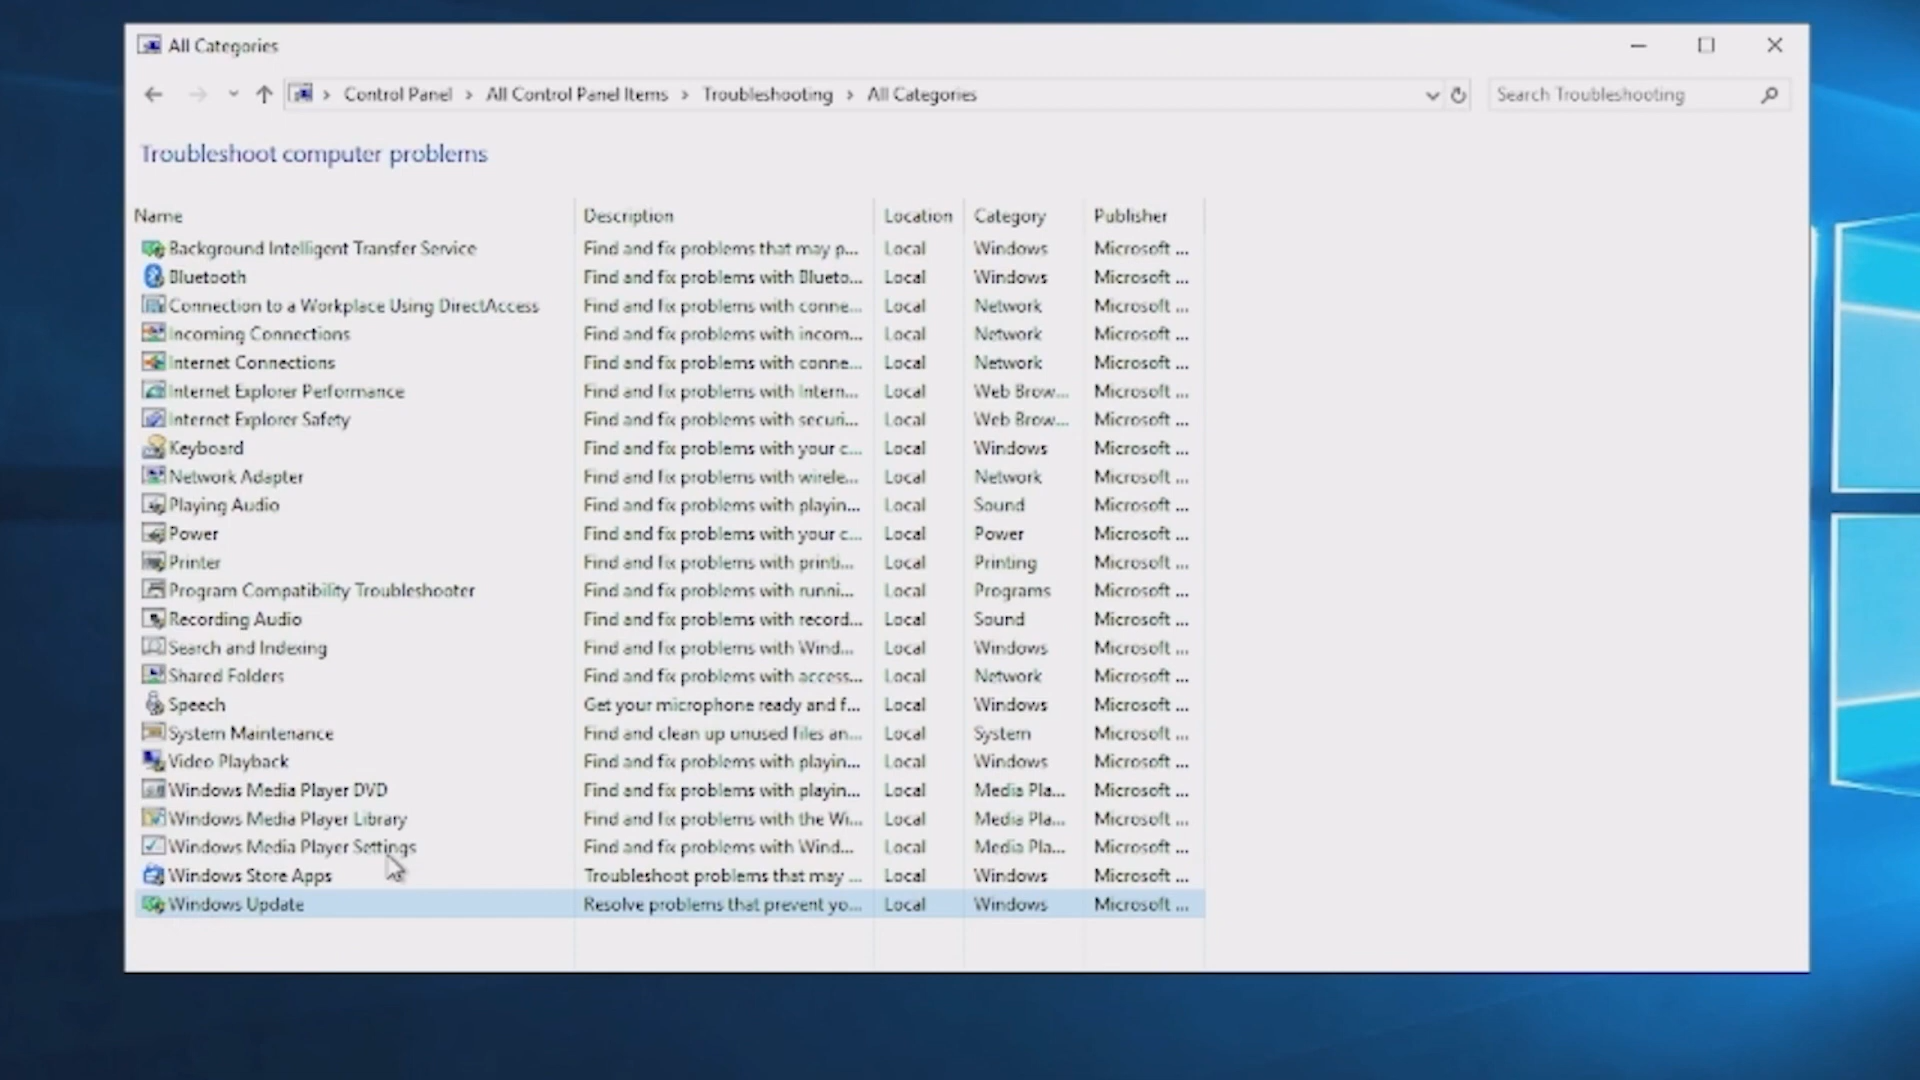 All Categories
Control Panel > All Control Panel Items > Troubleshooting > All Categories
Search Troubleshooting
Troubleshoot computer problems
Name Description Location Category Publisher
Background Intelligent Transfer Service Find and fix problems that may p... Local Windows Microsoft ...
Bluetooth Find and fix problems with Blueto... Local Windows Microsoft ...
Connection to a Workplace Using DirectAccess Find and fix problems with conne... Local Network Microsoft ...
Incoming Connections Find and fix problems with incom... Local Network Microsoft ...
Internet Connections Find and fix problems with conne... Local Network Microsoft ...
Internet Explorer Performance Find and fix problems with Intern... Local Web Brow... Microsoft ...
Internet Explorer Safety Find and fix problems with securi... Local Web Brow... Microsoft ...
Keyboard Find and fix problems with your c... Local Windows Microsoft ...
Network Adapter Find and fix problems with wirele... Local Network Microsoft ...
Playing Audio Find and fix problems with playin... Local Sound Microsoft ...
Power Find and fix problems with your c... Local Power Microsoft ...
Printer Find and fix problems with printi... Local Printing Microsoft ...
Program Compatibility Troubleshooter Find and fix problems with runni... Local Programs Microsoft ...
Recording Audio Find and fix problems with record... Local Sound Microsoft ...
Search and Indexing Find and fix problems with Wind... Local Windows Microsoft ...
Shared Folders Find and fix problems with access... Local Network Microsoft ...
Speech Get your microphone ready and f... Local Windows Microsoft ...
System Maintenance Find and clean up unused files an... Local System Microsoft ...
Video Playback Find and fix problems with playin... Local Windows Microsoft ...
Windows Media Player DVD Find and fix problems with playin... Local Media Pla... Microsoft ...
Windows Media Player Library Find and fix problems with the Wi... Local Media Pla... Microsoft ...
Windows Media Player Settings Find and fix problems with Wind... Local Media Pla... Microsoft ...
Windows Store Apps Troubleshoot problems that may ... Local Windows Microsoft ...
Windows Update Resolve problems that prevent yo... Local Windows Microsoft ...